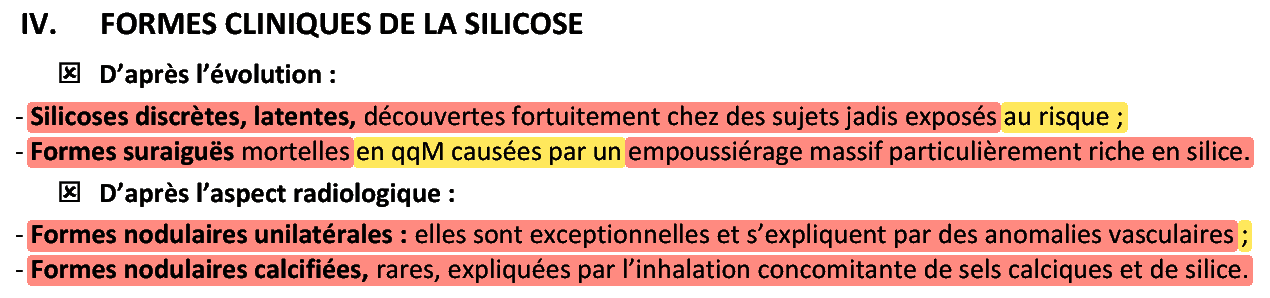 IV. FORMES CLINIQUES DE LA SILICOSE
☒ D’après l’évolution :
- Silicoses discrètes, latentes, découvertes fortuitement chez des sujets jadis exposés au risque ;
- Formes suraiguës mortelles en qqM causées par un empoussiérage massif particulièrement riche en silice.
☒ D’après l’aspect radiologique :
- Formes nodulaires unilatérales : elles sont exceptionnelles et s’expliquent par des anomalies vasculaires ;
- Formes nodulaires calcifiées, rares, expliquées par l’inhalation concomitante de sels calciques et de silice.